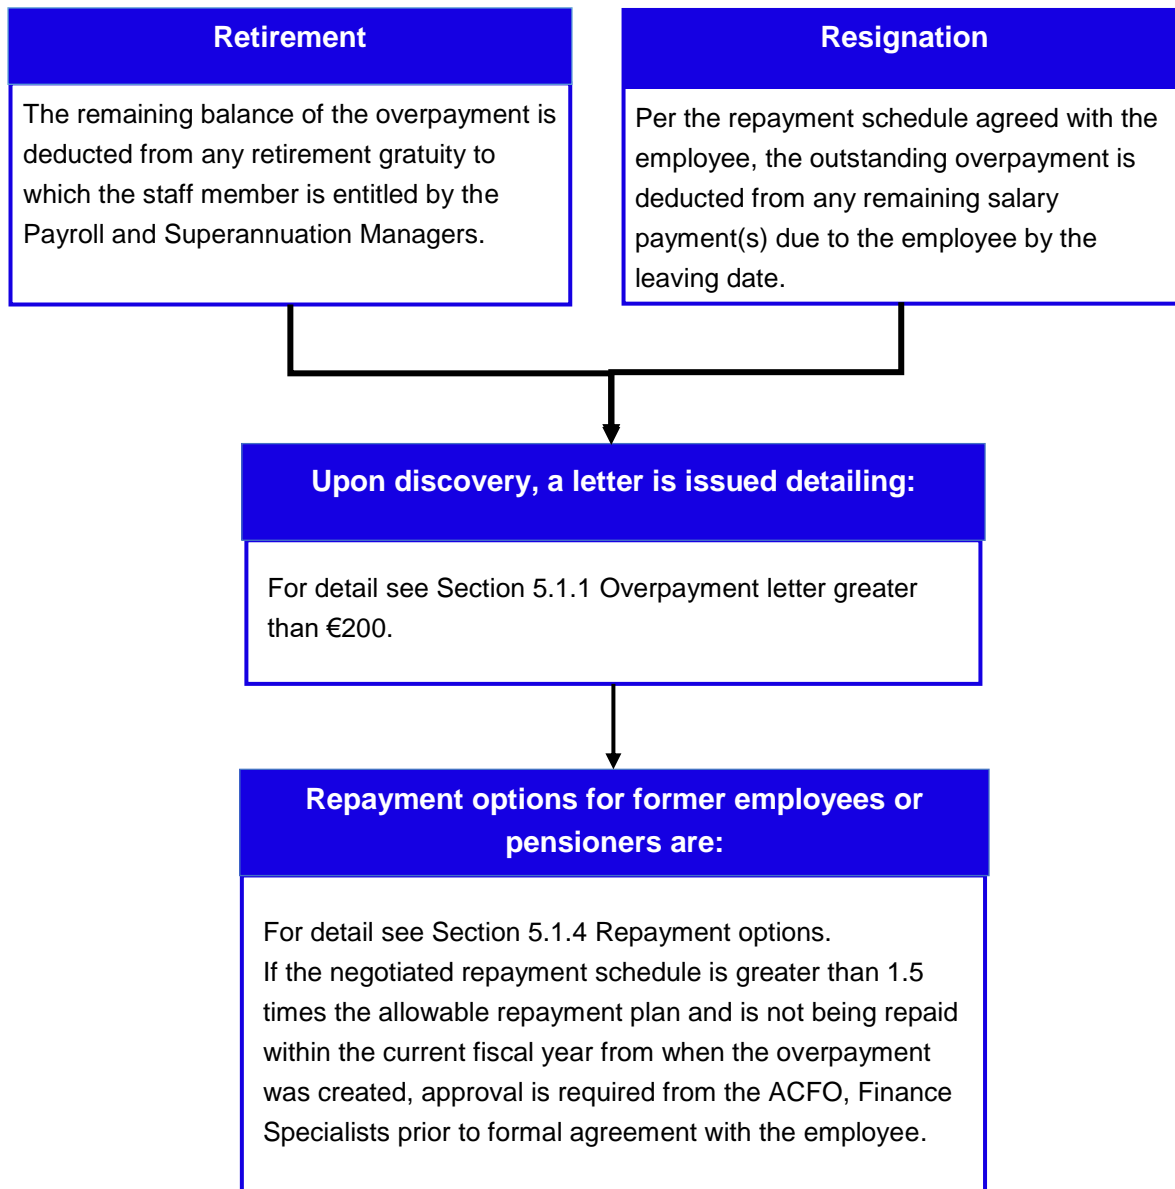 Retirement
The remaining balance of the overpayment is
deducted from any retirement gratuity to
which the staff member is entitled by the
Payroll and Superannuation Managers.
Resignation
Per the repayment schedule agreed with the
employee, the outstanding overpayment is
deducted from any remaining salary
payment(s) due to the employee by the
leaving date.
Upon discovery, a letter is issued detailing:
For detail see Section 5.1.1 Overpayment letter greater
than €200.
Repayment options for former employees or
pensioners are:
For detail see Section 5.1.4 Repayment options.
If the negotiated repayment schedule is greater than 1.5
times the allowable repayment plan and is not being repaid
within the current fiscal year from when the overpayment
was created, approval is required from the ACFO, Finance
Specialists prior to formal agreement with the employee.